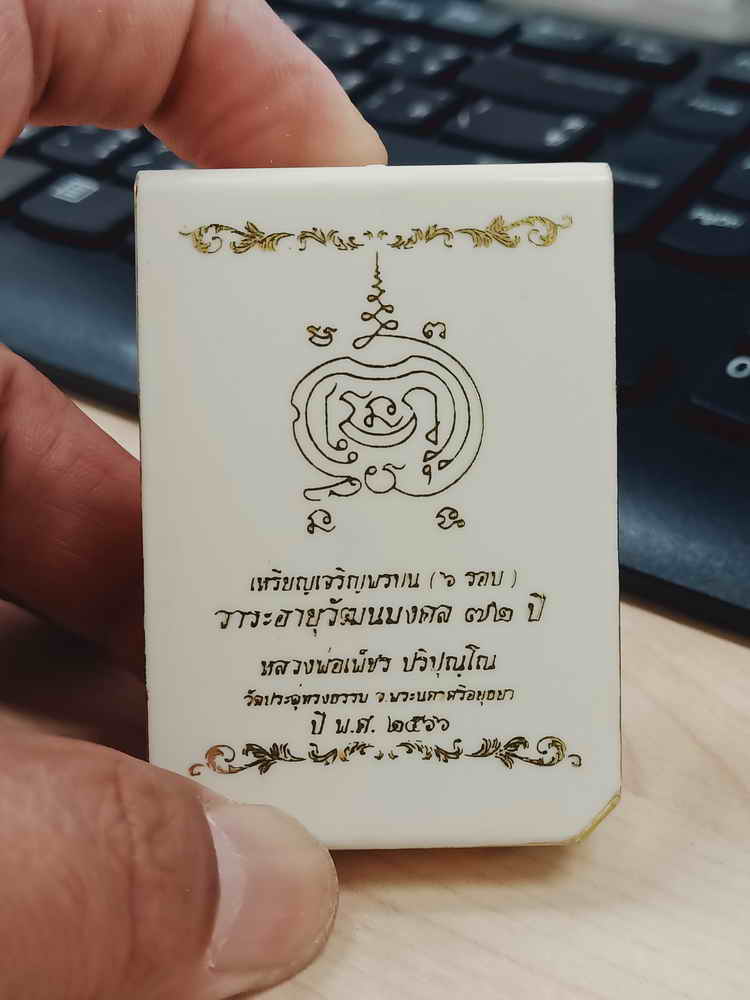 เหรียญเจริญพรบน (๖ รอบ)
วาระอายุวัฒนมงคล ๗๒ ปี
หลวงพ่อเพ็ชร ปริปุณฺโณ
วัดประดู่ทรงธรรม จ.พระนคาศรีอยุธยา
ปี พ.ศ. ๒๕๖๖